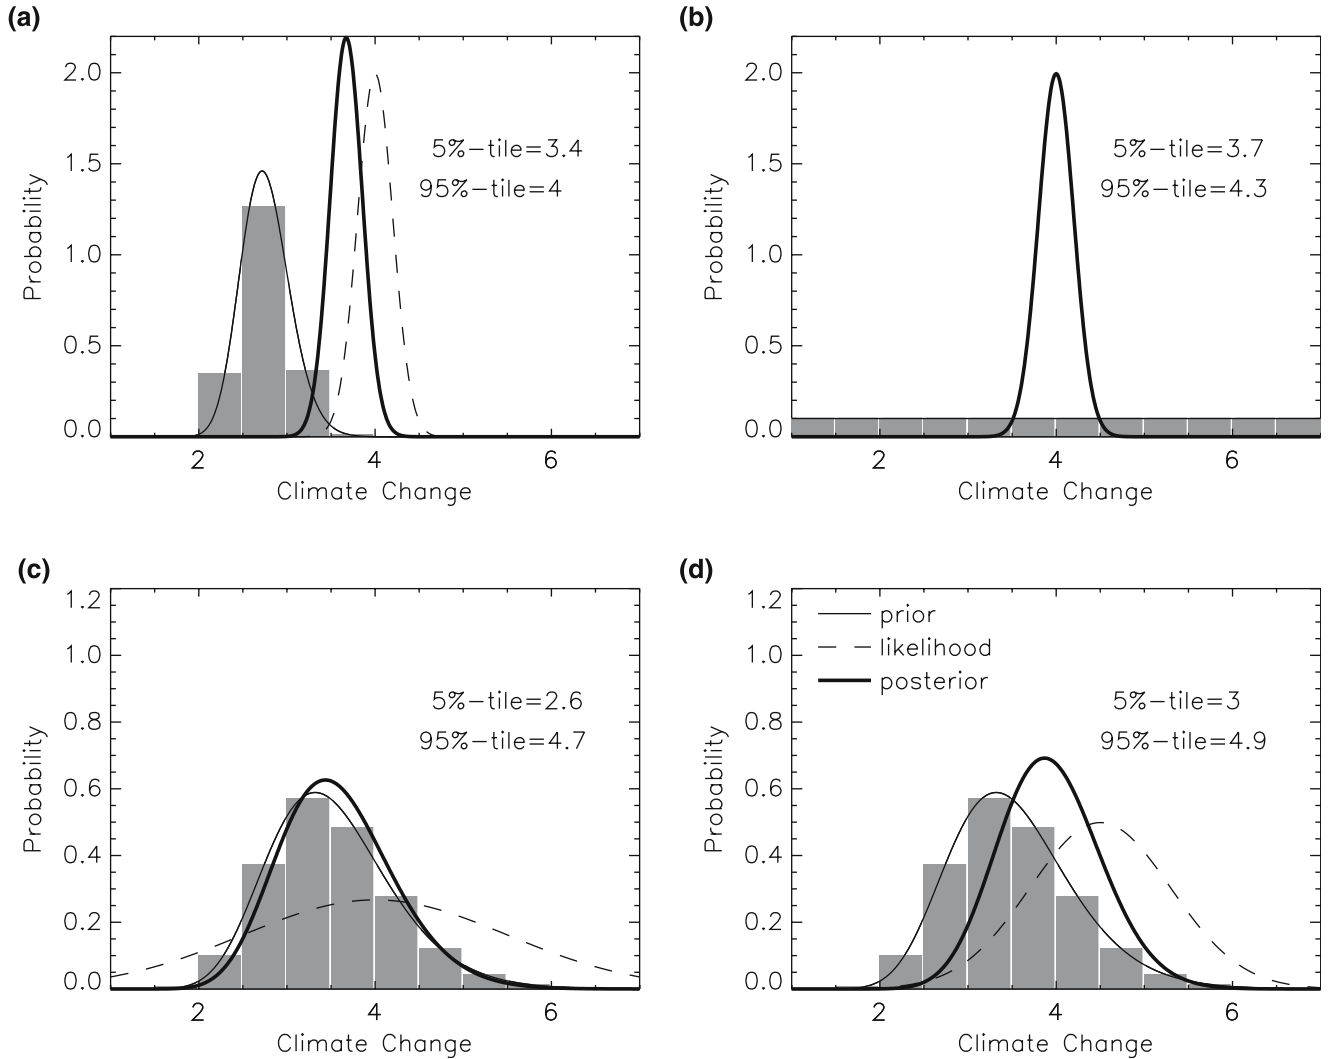 (a)
2.0
1.5
1.0
0.5
0.0
Probability
5%-tile=3.4
95%-tile=4
2 4 6
Climate Change
(b)
2.0
1.5
1.0
0.5
0.0
Probability
5%-tile=3.7
95%-tile=4.3
2 4 6
Climate Change
(c)
1.2
1.0
0.8
0.6
0.4
0.2
0.0
Probability
5%-tile=2.6
95%-tile=4.7
2 4 6
Climate Change
(d)
1.2
1.0
0.8
0.6
0.4
0.2
0.0
Probability
prior
likelihood
posterior
5%-tile=3
95%-tile=4.9
2 4 6
Climate Change